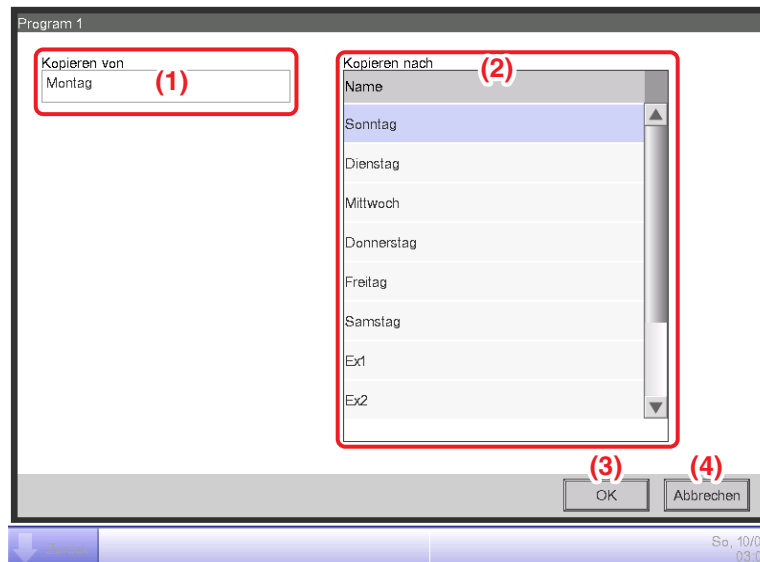 Program 1
Kopieren von
Montag
(1)
Kopieren nach
(2)
Name
Sonntag
Dienstag
Mittwoch
Donnerstag
Freitag
Samstag
Ex1
Ex2
(3)
(4)
OK
Abbrechen
Zurück
So, 10/0
03:0